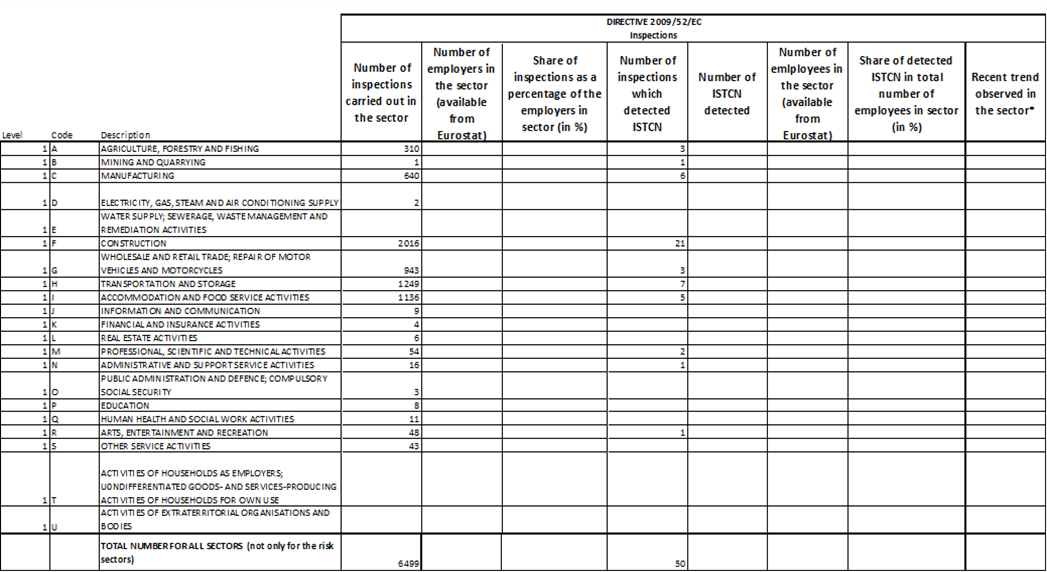 DIRECTIVE 2009/52/EC
Inspections
Level Code Description
Number of
inspections
carried out in
the sector
Number of
employers in
the sector
(available
from
Eurostat)
Share of
inspections as a
percentage of the
employers in
sector (in %)
Number of
inspections
which
detected
ISTCN
Number of
ISTCN
detected
Number of
emlployees in
the sector
(available
from
Eurostat)
Share of detected
ISTCN in total
number of
employees in sector
(in %)
Recent trend
observed in
the sector*
1 A AGRICULTURE, FORESTRY AND FISHING 310 3
1 B MINING AND QUARRYING 1 1
1 C MANUFACTURING 640 6
1 D ELECTRICITY, GAS, STEAM AND AIR CONDITIONING SUPPLY 2
WATER SUPPLY; SEWERAGE, WASTE MANAGEMENT AND
1 E REMEDIATION ACTIVITIES
1 F CONSTRUCTION 2016 21
WHOLESALE AND RETAIL TRADE; REPAIR OF MOTOR
1 G VEHICLES AND MOTORCYCLES 943 3
1 H TRANSPORTATION AND STORAGE 1249 7
1 I ACCOMMODATION AND FOOD SERVICE ACTIVITIES 1136 5
1 J INFORMATION AND COMMUNICATION 9
1 K FINANCIAL AND INSURANCE ACTIVITIES 4
1 L REAL ESTATE ACTIVITIES 6
1 M PROFESSIONAL, SCIENTIFIC AND TECHNICAL ACTIVITIES 54 2
1 N ADMINISTRATIVE AND SUPPORT SERVICE ACTIVITIES 16 1
PUBLIC ADMINISTRATION AND DEFENCE; COMPULSORY
1 O SOCIAL SECURITY 3
1 P EDUCATION 8
1 Q HUMAN HEALTH AND SOCIAL WORK ACTIVITIES 11
1 R ARTS, ENTERTAINMENT AND RECREATION 48 1
1 S OTHER SERVICE ACTIVITIES 43
ACTIVITIES OF HOUSEHOLDS AS EMPLOYERS;
U0NDIFFERENTIATED GOODS- AND SERVICES-PRODUCING
1 T ACTIVITIES OF HOUSEHOLDS FOR OWN USE
ACTIVITIES OF EXTRATERRITORIAL ORGANISATIONS AND
1 U BODIES
TOTAL NUMBER FOR ALL SECTORS (not only for the risk
sectors) 6499 50